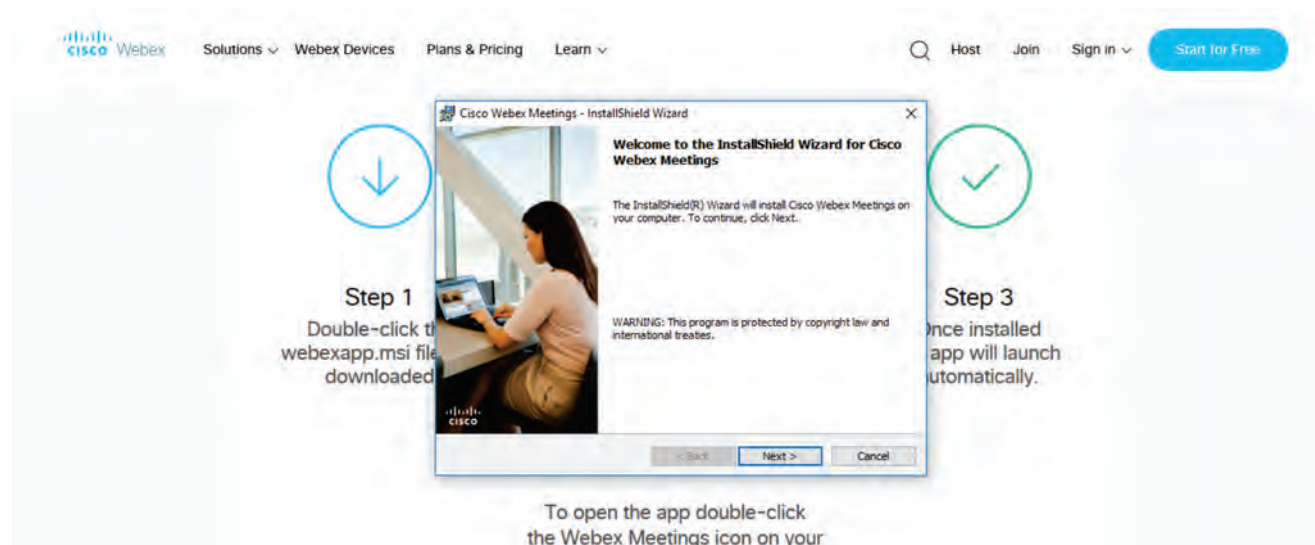 CISCO Webex Solutions Webex Devices Plans & Pricing Learn Host Join Sign in Start for Free
Cisco Webex Meetings - InstallShield Wizard
Welcome to the InstallShield Wizard for Cisco
Webex Meetings
The InstallShield(R) Wizard will install Cisco Webex Meetings on
your computer. To continue, click Next.
WARNING: This program is protected by copyright law and
international treaties.
CISCO
< Back Next > Cancel
Step 1
Double-click
webexapp.msi
downloaded
Step 3
installed
app will launch
To open the app double-click
the Webex Meetings icon on your